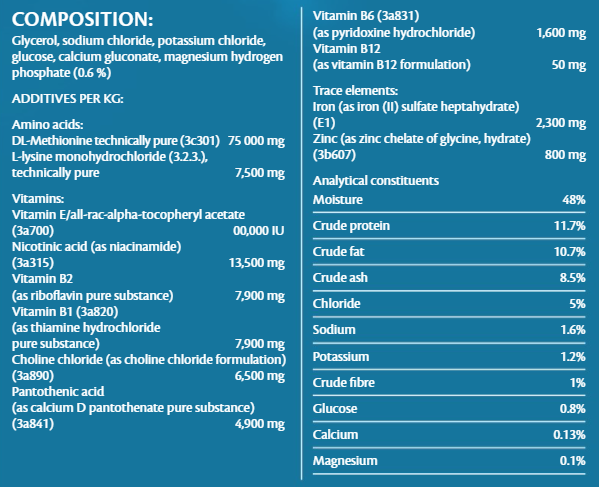 COMPOSITION:
Glycerol, sodium chloride, potassium chloride,
glucose, calcium gluconate, magnesium hydrogen
phosphate (0.6 %)
ADDITIVES PER KG:
Amino acids:
DL-Methionine technically pure (3c301) 75 000 mg
L-lysine monohydrochloride (3.2.3.),
technically pure 7,500 mg
Vitamins:
Vitamin E/all-rac-alpha-tocopheryl acetate
(3a700) 00,000 IU
Nicotinic acid (as niacinamide)
(3a315) 13,500 mg
Vitamin B2
(as riboflavin pure substance) 7,900 mg
Vitamin B1 (3a820)
(as thiamine hydrochloride
pure substance) 7,900 mg
Choline chloride (as choline chloride formulation)
(3a890) 6,500 mg
Pantothenic acid
(as calcium D pantothenate pure substance)
(3a841) 4,900 mg
Vitamin B6 (3a831)
(as pyridoxine hydrochloride) 1,600 mg
Vitamin B12
(as vitamin B12 formulation) 50 mg
Trace elements:
Iron (as iron (II) sulfate heptahydrate)
(E1) 2,300 mg
Zinc (as zinc chelate of glycine, hydrate)
(3b607) 800 mg
Analytical constituents
Moisture 48%
Crude protein 11.7%
Crude fat 10.7%
Crude ash 8.5%
Chloride 5%
Sodium 1.6%
Potassium 1.2%
Crude fibre 1%
Glucose 0.8%
Calcium 0.13%
Magnesium 0.1%